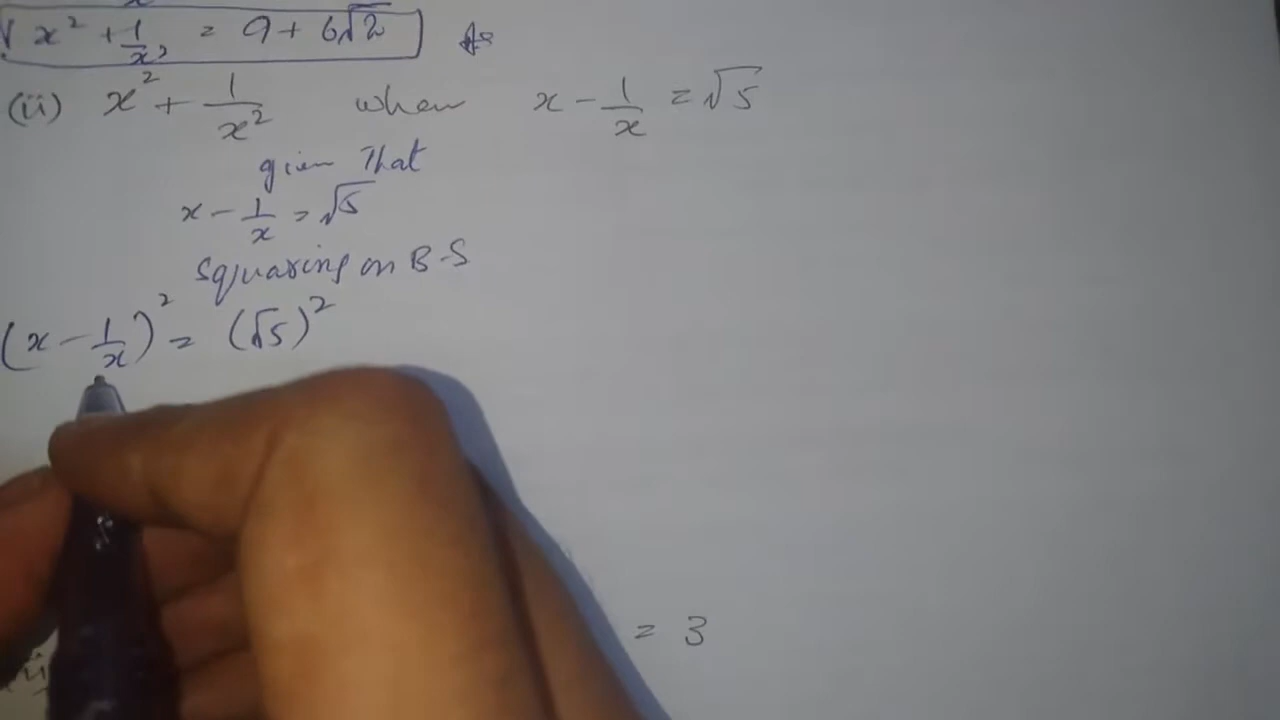 x² + 1/x² = 9 + 6√2
(ii) x² + 1/x² when x - 1/x = √5
given That
x - 1/x = √5
Squaring on B.S
(x - 1/x)² = (√5)²
= 3